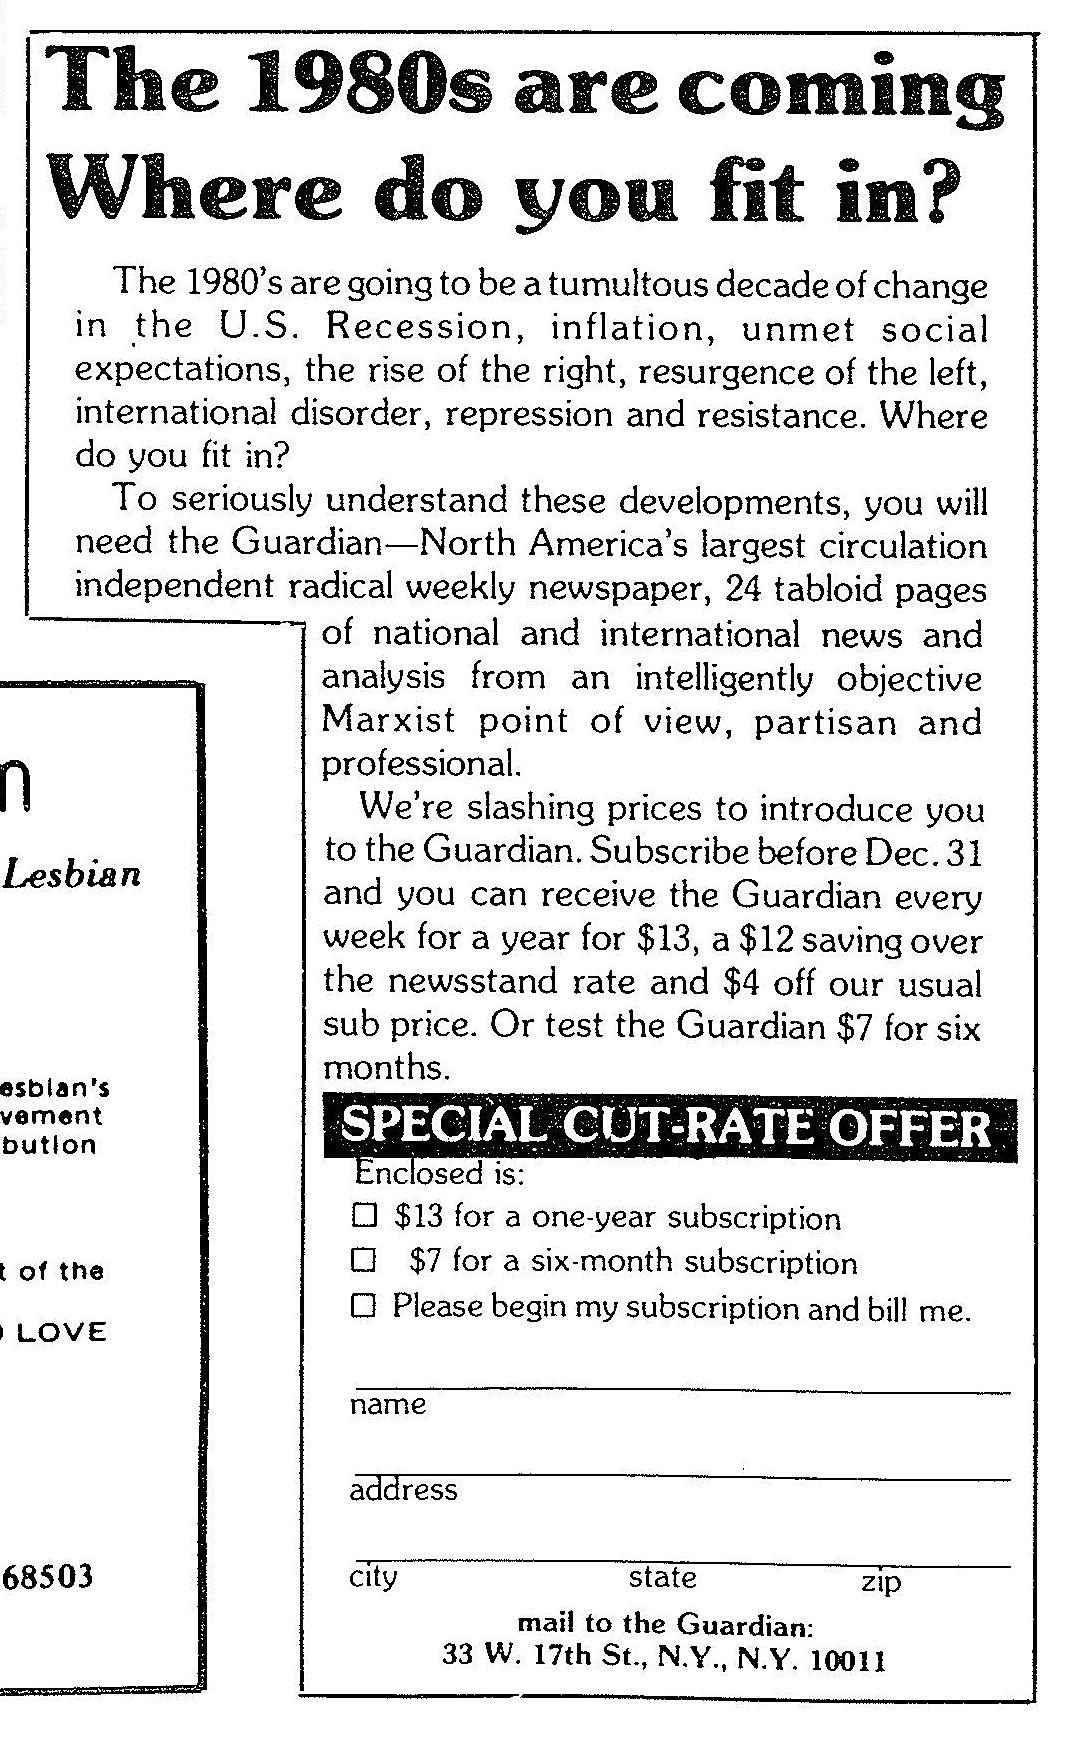 The 1980s are coming
Where do you fit in?
The 1980's are going to be a tumultous decade of change
in the U.S. Recession, inflation, unmet social
expectations, the rise of the right, resurgence of the left,
international disorder, repression and resistance. Where
do you fit in?
To seriously understand these developments, you will
need the Guardian—North America's largest circulation
independent radical weekly newspaper, 24 tabloid pages
of national and international news and
analysis from an intelligently objective
Marxist point of view, partisan and
professional.
We're slashing prices to introduce you
to the Guardian. Subscribe before Dec. 31
and you can receive the Guardian every
week for a year for $13, a $12 saving over
the newsstand rate and $4 off our usual
sub price. Or test the Guardian $7 for six
months.
SPECIAL CUT-RATE OFFER
Enclosed is:
☐ $13 for a one-year subscription
☐ $7 for a six-month subscription
☐ Please begin my subscription and bill me.
name
address
city state zip
mail to the Guardian:
33 W. 17th St., N.Y., N.Y. 10011
n
Lesbian
esbian's
vement
bution
t of the
LOVE
68503